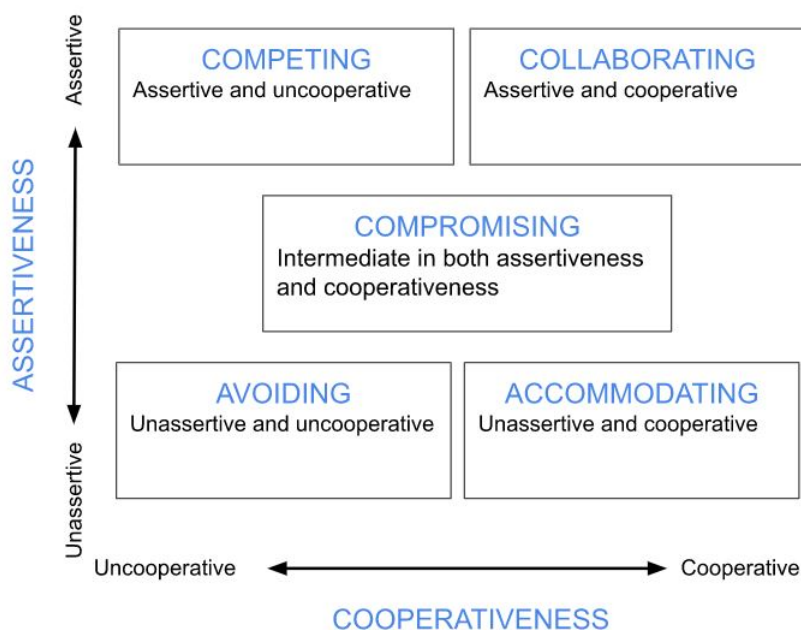 Assertive
COMPETING
Assertive and uncooperative
COLLABORATING
Assertive and cooperative
ASSERTIVENESS
COMPROMISING
Intermediate in both assertiveness
and cooperativeness
AVOIDING
Unassertive and uncooperative
ACCOMMODATING
Unassertive and cooperative
Unassertive
Uncooperative
Cooperative
COOPERATIVENESS